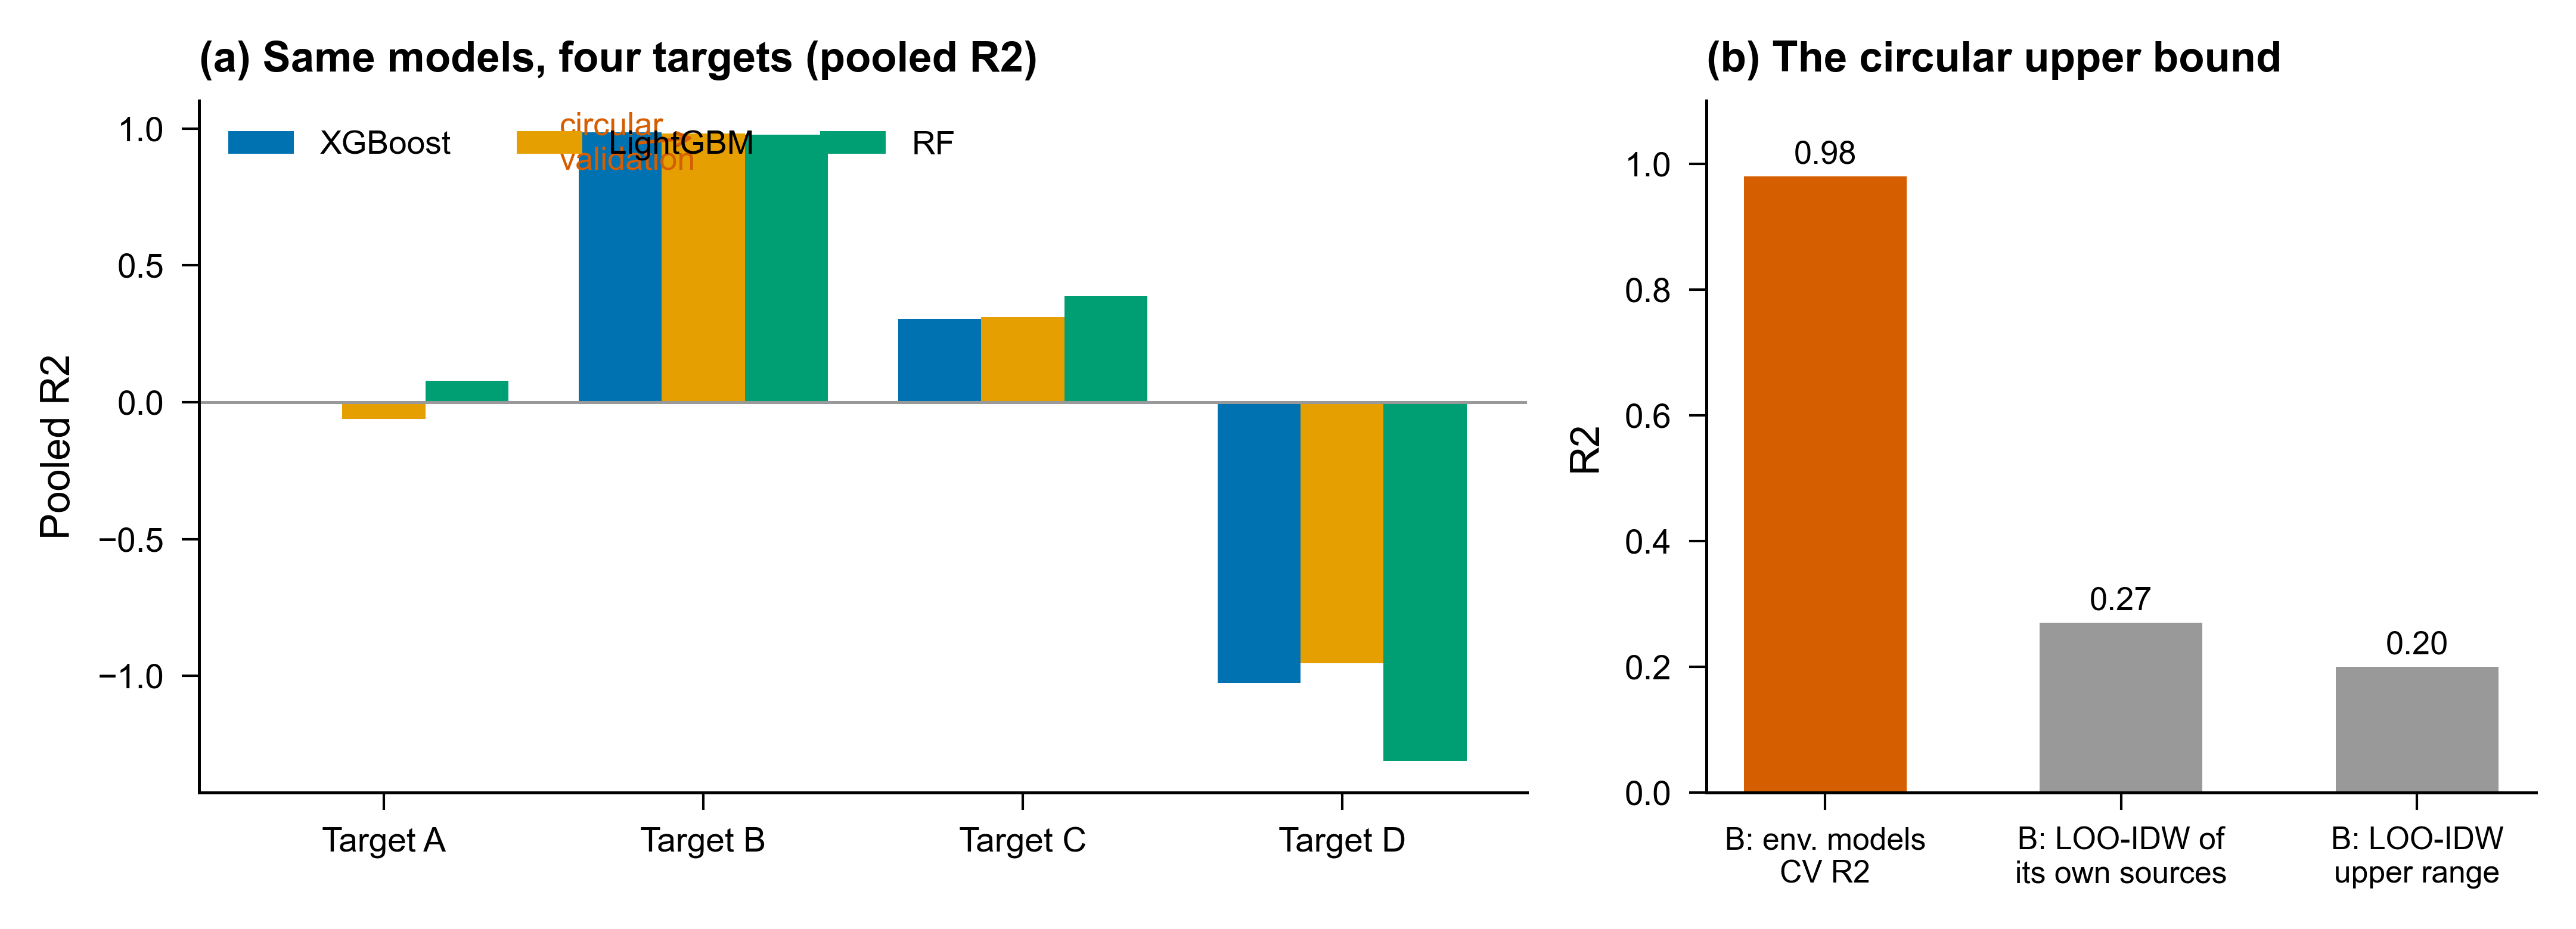 (a) Same models, four targets (pooled R2)
circular
validation
XGBoost
LightGBM
RF
Pooled R2
1.0
0.5
0.0
−0.5
−1.0
Target A
Target B
Target C
Target D
(b) The circular upper bound
R2
1.0
0.8
0.6
0.4
0.2
0.0
0.98
0.27
0.20
B: env. models
CV R2
B: LOO-IDW of
its own sources
B: LOO-IDW
upper range